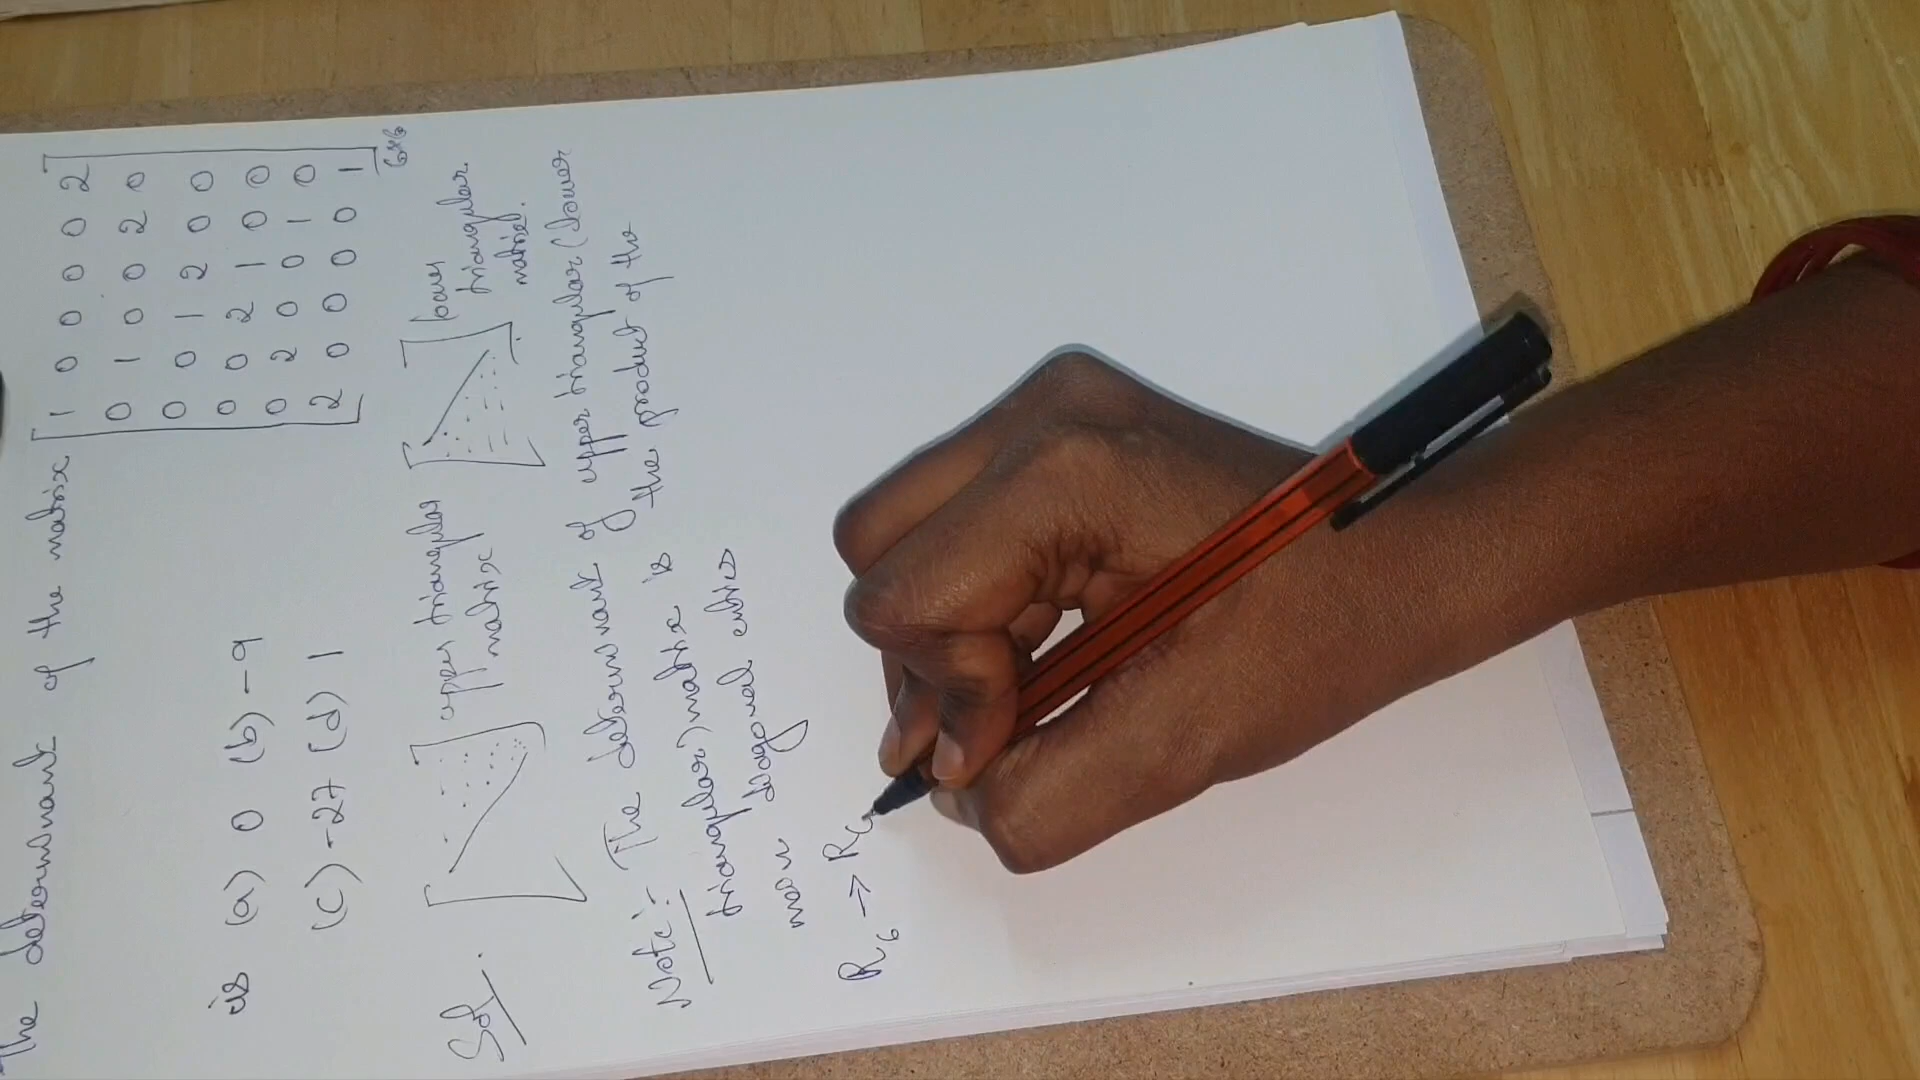 The determinant of the matrix
1 0 0 0 0 2
0 1 0 0 2 0
0 0 1 2 0 0
0 0 2 1 0 0
0 2 0 0 1 0
2 0 0 0 0 1
6×6
is (a) 0 (b) -9
(c) -27 (d) 1
Sol.
upper triangular
matrix
lower
triangular
matrix.
Note:- The determinant of upper triangular (lower
triangular) matrix is the product of the
main diagonal entries
R6 → R6